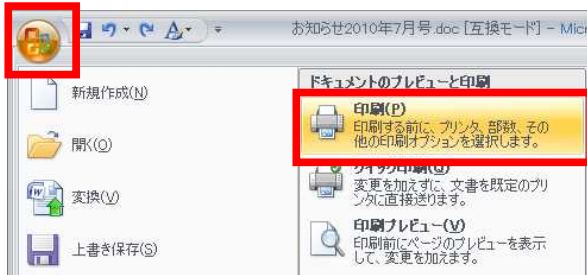 お知らせ2010年7月号.doc [互換モード] - Micr
新規作成(N)
開く(O)
変換(V)
上書き保存(S)
ドキュメントのプレビューと印刷
印刷(P)
印刷する前に、プリンタ、部数、その
他の印刷オプションを選択します。
クイック印刷(Q)
変更を加えずに、文書を既定のプリ
ンタに直接送ります。
印刷プレビュー(V)
印刷前にページのプレビューを表示
して、変更を加えます。